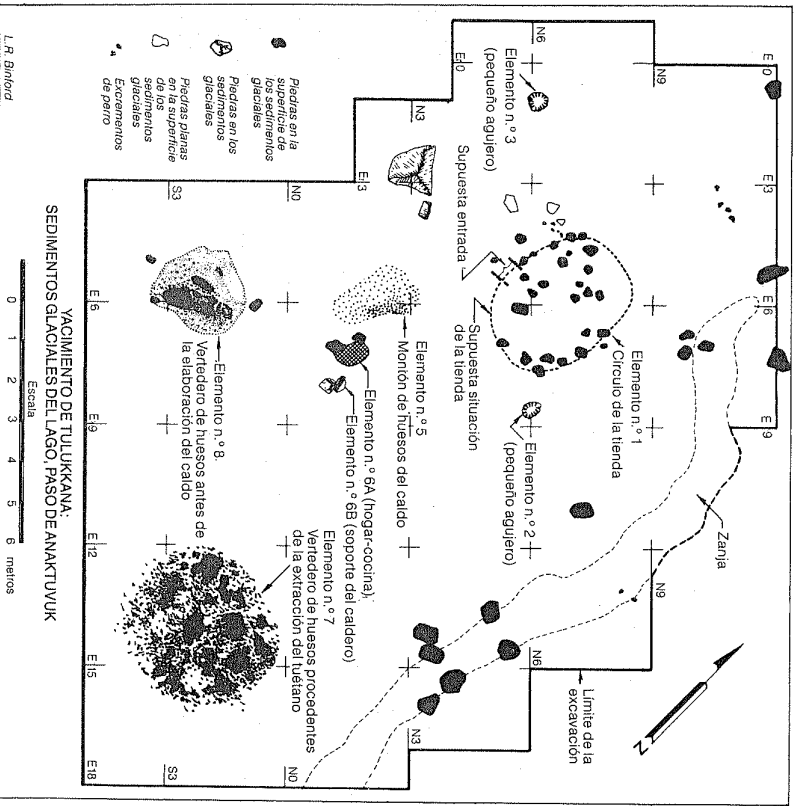 E|0
E|3
E|6
E|9
N9
Zanja
N9
Límite de la
excavación
N
N6
Elemento n.º 3
(pequeño agujero)
Supuesta entrada
Supuesta situación
de la tienda
Elemento n.º 1
Círculo de la tienda
Elemento n.º 2
(pequeño agujero)
N6
E|0
N3
E|3
Elemento n.º 5
Montón de huesos del caldo
Elemento n.º 6A (hogar-cocina),
Elemento n.º 6B (soporte del caldero)
Elemento n.º 7
Vertedero de huesos procedentes
de la extracción del tuétano
N3
N0
N0
Elemento n.º 8.
Vertedero de huesos antes de
la elaboración del caldo
S3
E|6
E|9
E|12
E|15
S3
E|18
Piedras en la
superficie de
los sedimentos
glaciales
Piedras en los
sedimentos
glaciales
Piedras planas
en la superficie
de los
sedimentos
glaciales
Excrementos
de perro
YACIMIENTO DE TULUKKANA:
SEDIMENTOS GLACIALES DEL LAGO, PASO DE ANAKTUVUK
Escala
0 1 2 3 4 5 6 metros
L.R. Binford